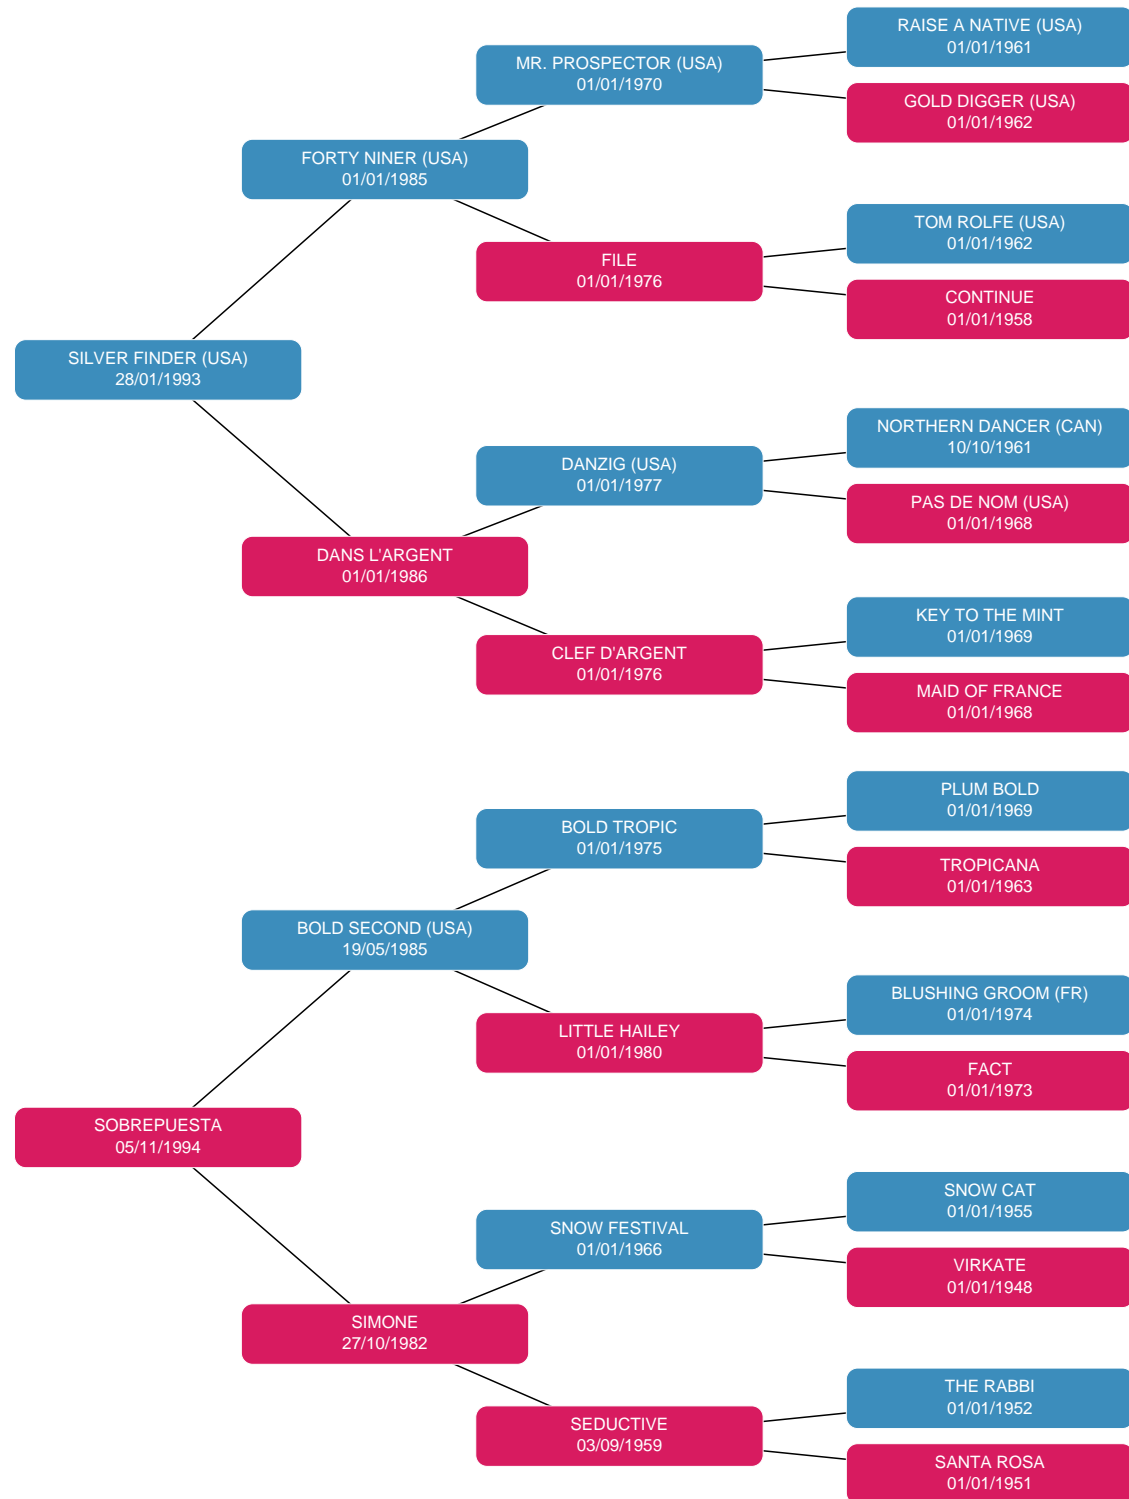 RAISE A NATIVE (USA)
01/01/1961
MR. PROSPECTOR (USA)
01/01/1970
GOLD DIGGER (USA)
01/01/1962
FORTY NINER (USA)
01/01/1985
TOM ROLFE (USA)
01/01/1962
FILE
01/01/1976
CONTINUE
01/01/1958
SILVER FINDER (USA)
28/01/1993
NORTHERN DANCER (CAN)
10/10/1961
DANZIG (USA)
01/01/1977
PAS DE NOM (USA)
01/01/1968
DANS L'ARGENT
01/01/1986
KEY TO THE MINT
01/01/1969
CLEF D'ARGENT
01/01/1976
MAID OF FRANCE
01/01/1968
PLUM BOLD
01/01/1969
BOLD TROPIC
01/01/1975
TROPICANA
01/01/1963
BOLD SECOND (USA)
19/05/1985
BLUSHING GROOM (FR)
01/01/1974
LITTLE HAILEY
01/01/1980
FACT
01/01/1973
SOBREPUESTA
05/11/1994
SNOW CAT
01/01/1955
SNOW FESTIVAL
01/01/1966
VIRKATE
01/01/1948
SIMONE
27/10/1982
THE RABBI
01/01/1952
SEDUCTIVE
03/09/1959
SANTA ROSA
01/01/1951